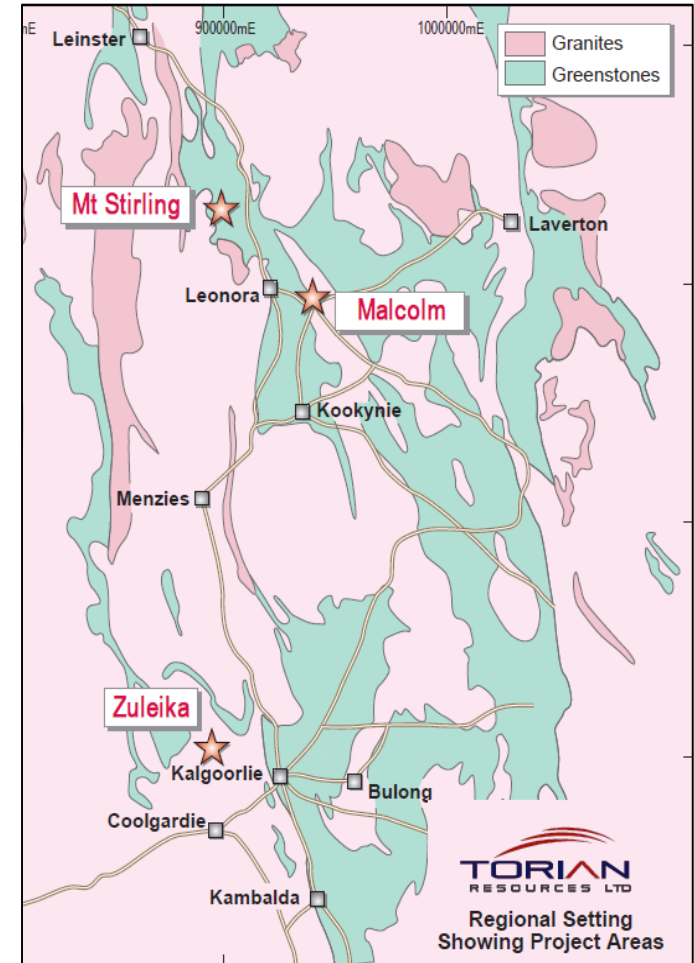 mE
900000mE
1000000mE
Leinster
Granites
Greenstones
Mt Stirling
Laverton
Leonora
Malcolm
Kookynie
Menzies
Zuleika
Kalgoorlie
Bulong
Coolgardie
TORIAN
RESOURCES LTD
Kambalda
Regional Setting
Showing Project Areas